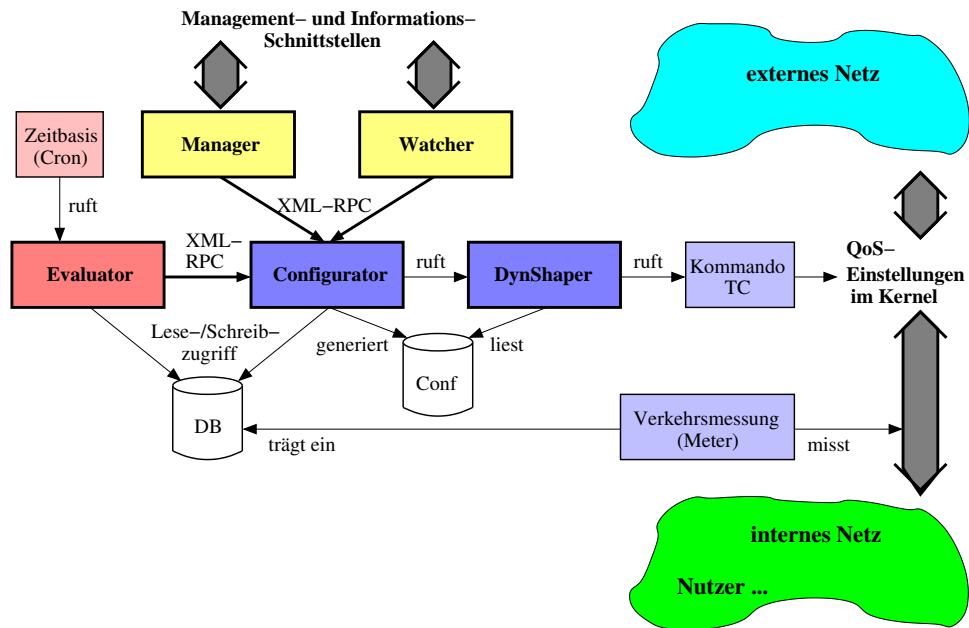 Management− und Informations−
Schnittstellen
externes Netz
Zeitbasis
(Cron)
Manager
Watcher
ruft
XML−RPC
XML−
RPC
Evaluator
Configurator
ruft
DynShaper
ruft
Kommando
TC
QoS−
Einstellungen
im Kernel
Lese−/Schreib−
zugriff
generiert
liest
Conf
DB
trägt ein
Verkehrsmessung
(Meter)
misst
internes Netz
Nutzer ...